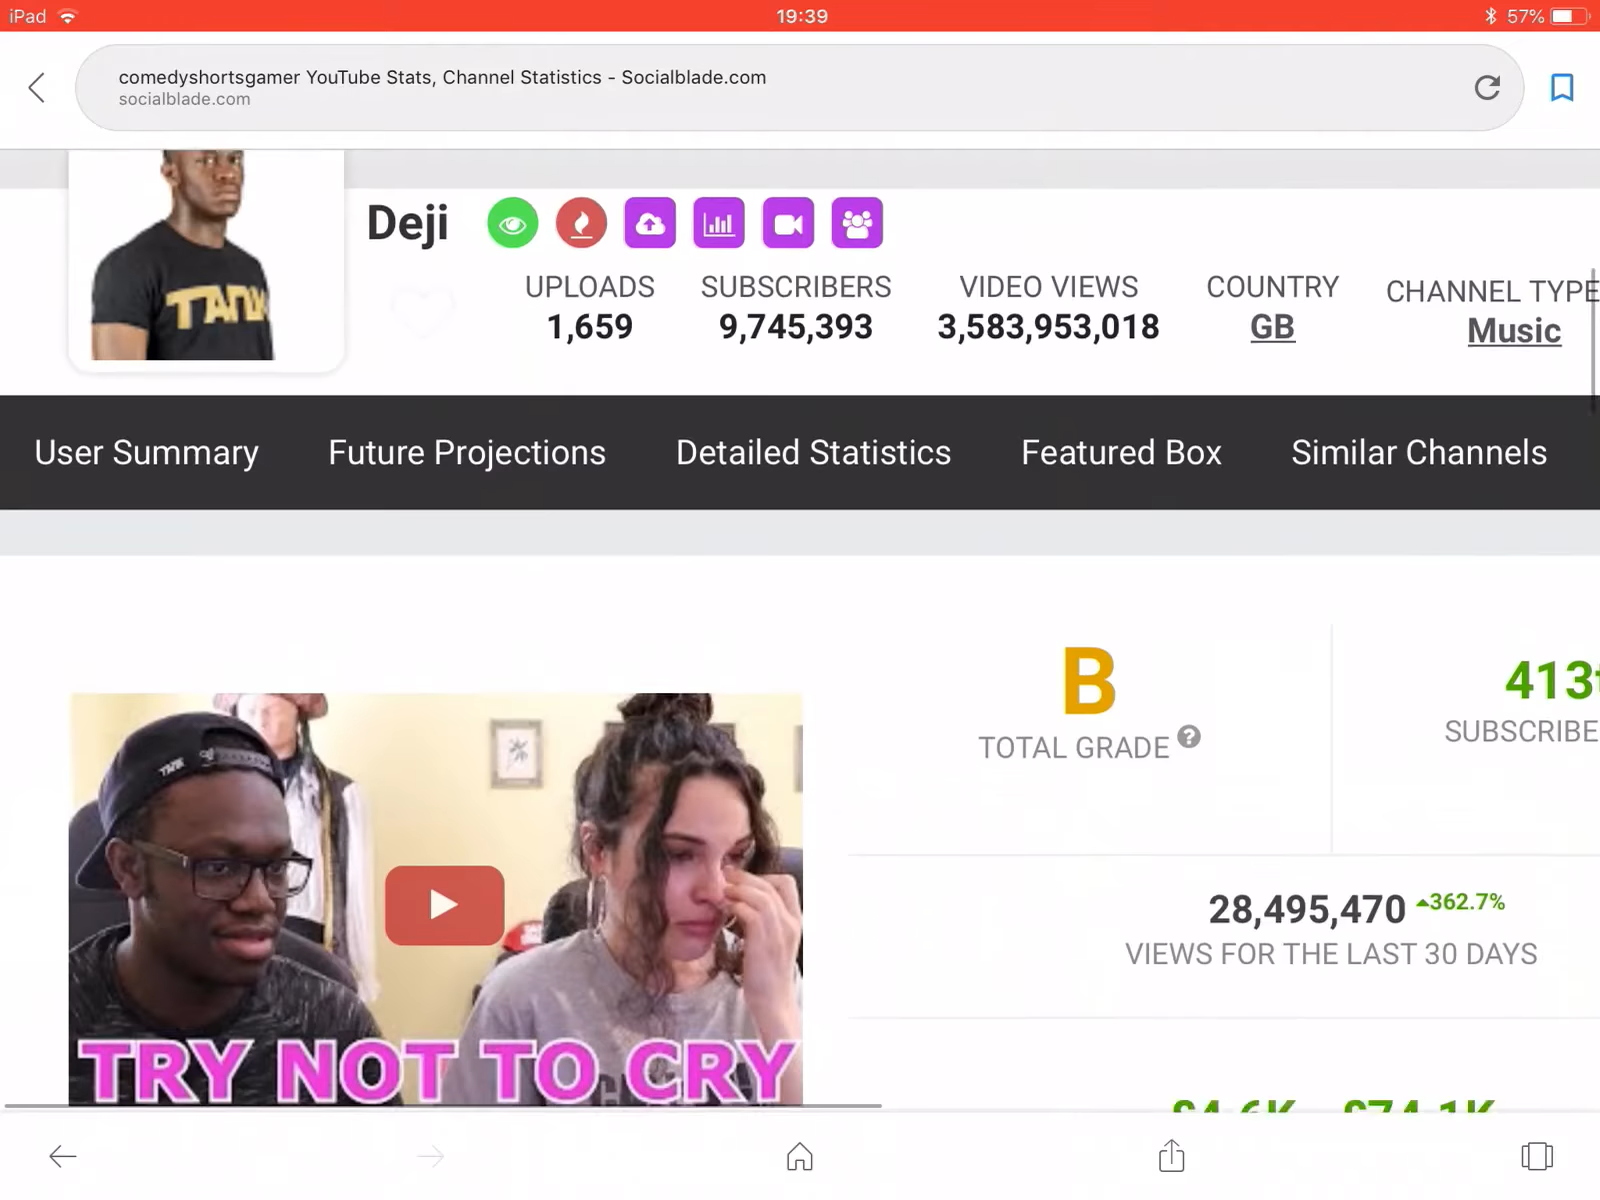 iPad 19:39 57%
comedyshortsgamer YouTube Stats, Channel Statistics - Socialblade.com
socialblade.com
Deji
UPLOADS SUBSCRIBERS VIDEO VIEWS COUNTRY CHANNEL TYPE
1,659 9,745,393 3,583,953,018 GB Music
User Summary Future Projections Detailed Statistics Featured Box Similar Channels
B
TOTAL GRADE ?
413
SUBSCRIBE
28,495,470 362.7%
VIEWS FOR THE LAST 30 DAYS
TRY NOT TO CRY